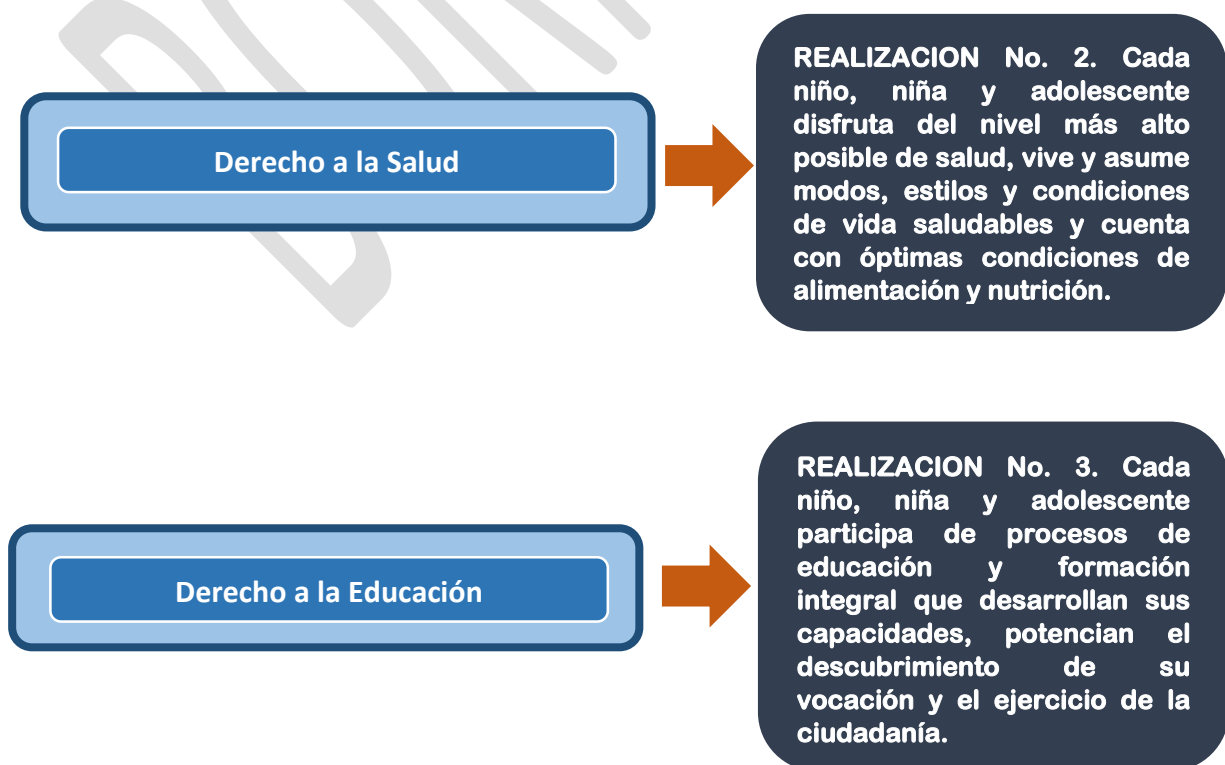 Derecho a la Salud
REALIZACION No. 2. Cada
niño, niña y adolescente
disfruta del nivel más alto
posible de salud, vive y asume
modos, estilos y condiciones
de vida saludables y cuenta
con óptimas condiciones de
alimentación y nutrición.
Derecho a la Educación
REALIZACION No. 3. Cada
niño, niña y adolescente
participa de procesos de
educación y formación
integral que desarrollan sus
capacidades, potencian el
descubrimiento de su
vocación y el ejercicio de la
ciudadanía.